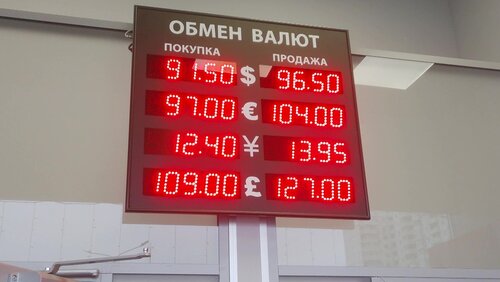 ОБМЕН ВАЛЮТ
ПОКУПКА ПРОДАЖА
91.50 $ 96.50
97.00 € 104.00
12.40 ¥ 13.95
109.00 £ 127.00